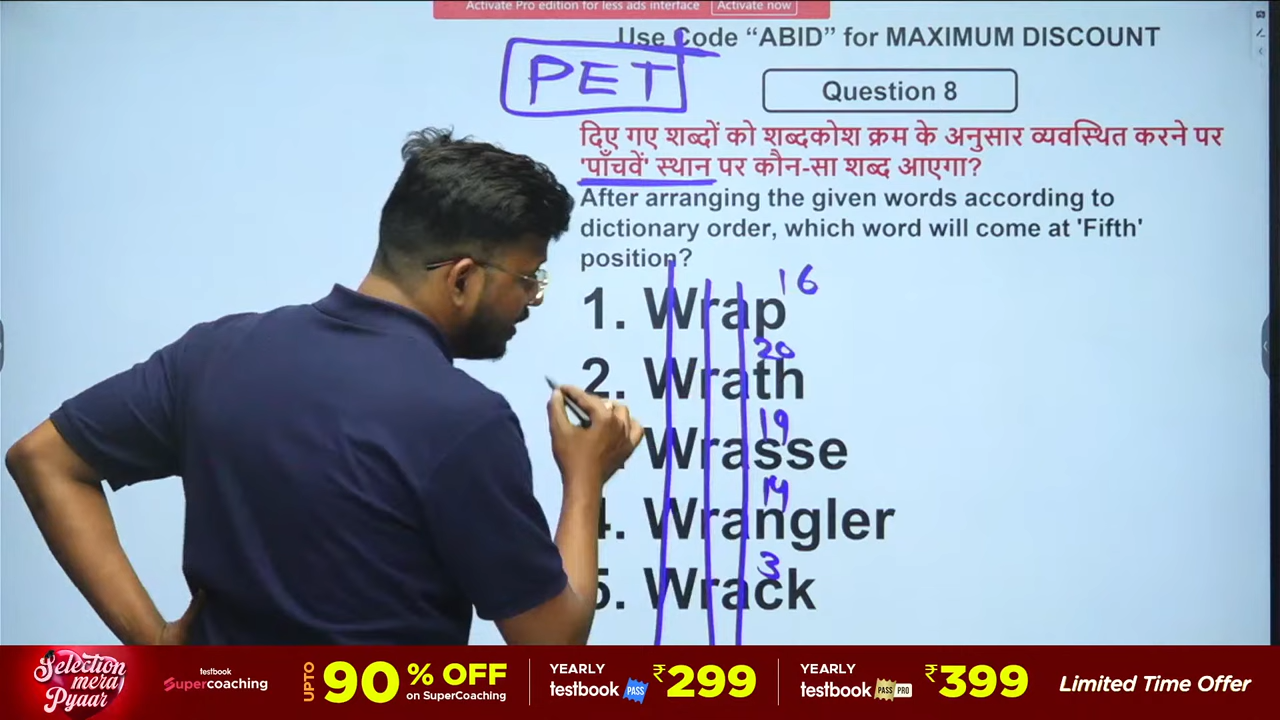 Activate Pro edition for less ads interface Activate now
Use Code “ABID” for MAXIMUM DISCOUNT
PET
Question 8
दिए गए शब्दों को शब्दकोश क्रम के अनुसार व्यवस्थित करने पर
'पाँचवें' स्थान पर कौन-सा शब्द आएगा?
After arranging the given words according to
dictionary order, which word will come at 'Fifth'
position?
16
1. Wrap
20
2. Wrath
19
Wrasse
14
4. Wrangler
3
5. Wrack
Selection mera Pyaar
testbook
Supercoaching
UPTO 90% OFF
on SuperCoaching
YEARLY
testbook PASS
₹299
YEARLY
testbook PASS PRO
₹399
Limited Time Offer